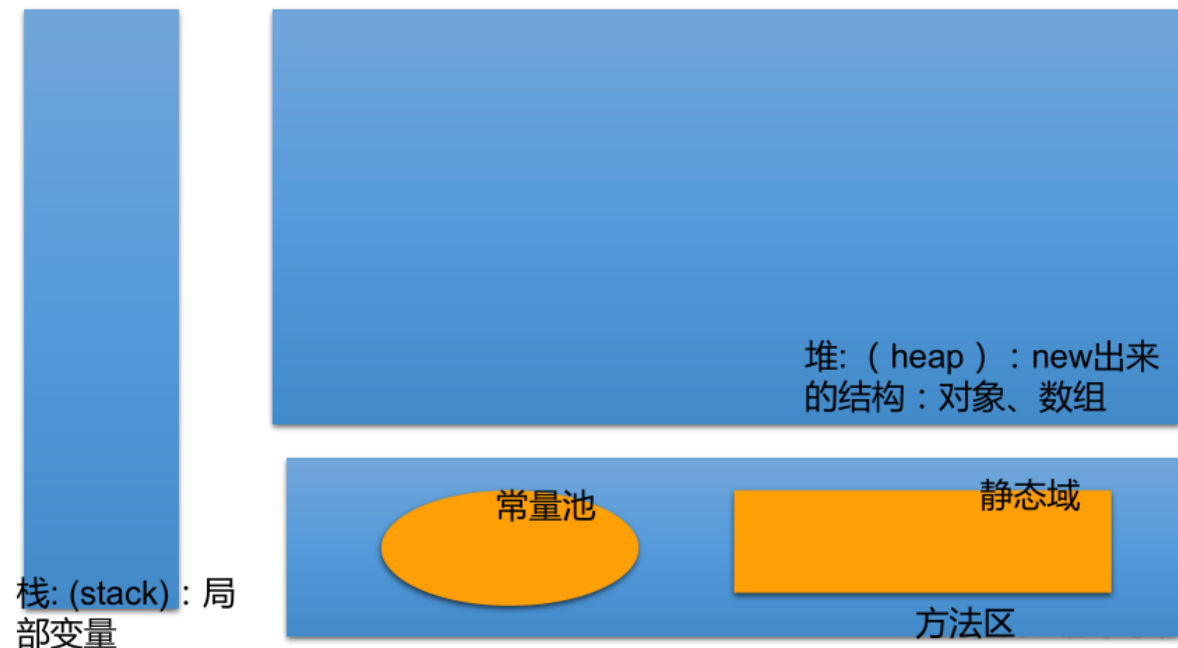 堆:（heap）：new出来
的结构：对象、数组
常量池
静态域
栈: (stack)：局
部变量
方法区